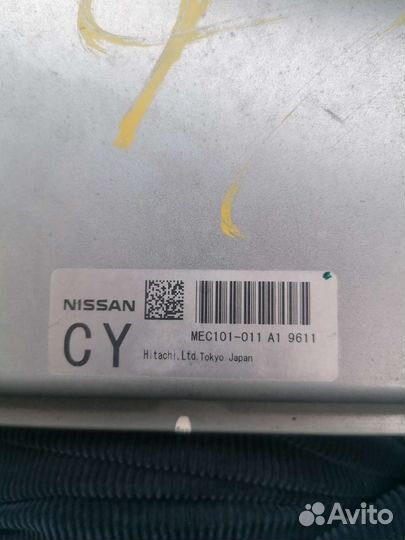 NISSAN
CY
MEC101-011 A1 9611
Hitachi.Ltd.Tokyo Japan
Avito